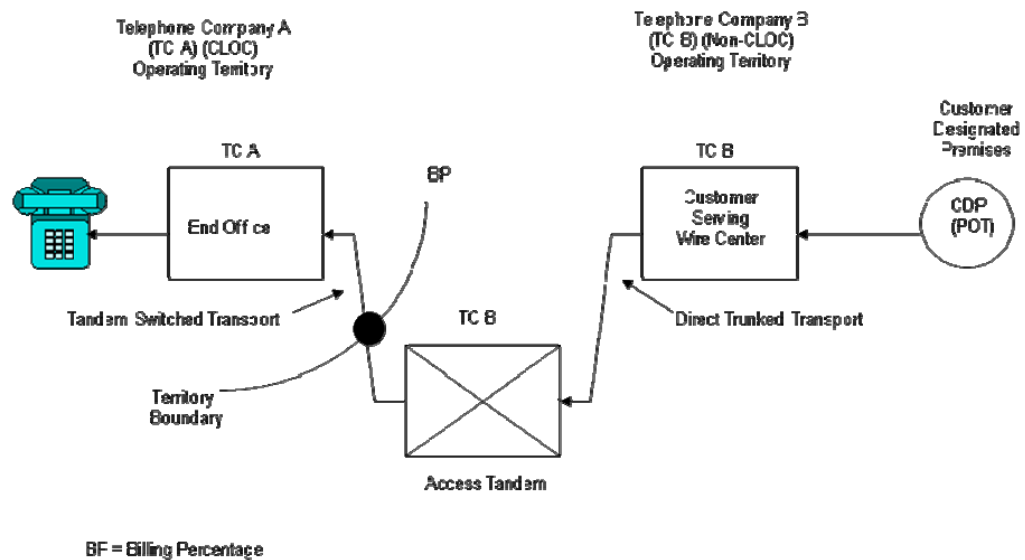 Telephone Company A
(TC A) (CLOC)
Operating Territory
Telephone Company B
(TC B) (Non-CLOC)
Operating Territory
Customer
Designated
Premises
TC A
BP
TC B
End Office
Customer
Serving
Wire Center
CDP
(POT)
Tandem Switched Transport
TC B
Direct Trunked Transport
Territory
Boundary
Access Tandem
BP = Billing Percentage